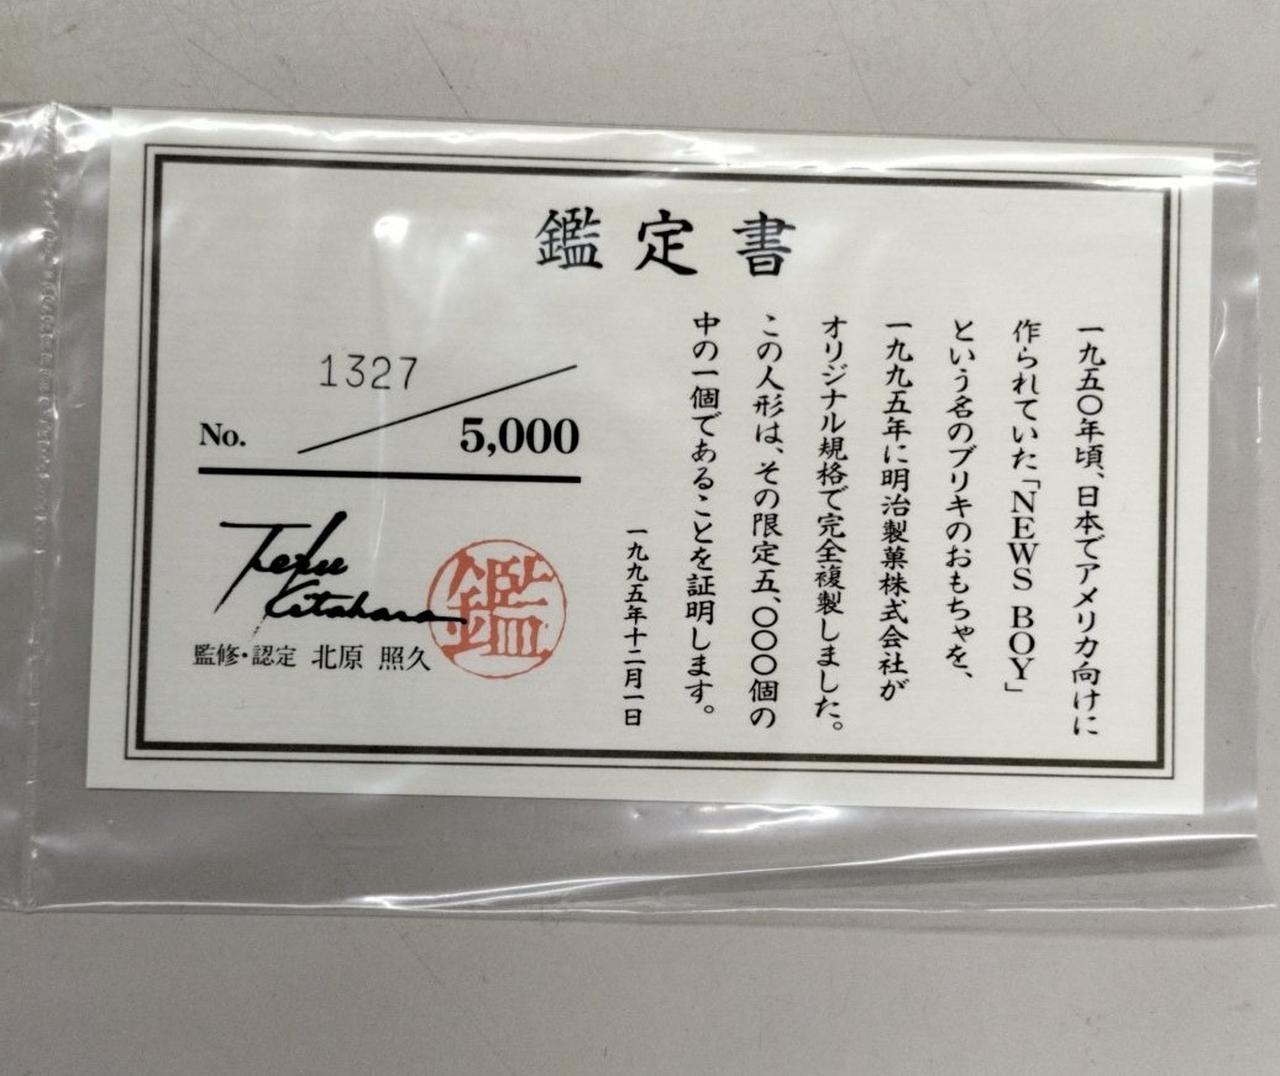 鑑定書
一九五〇年頃、日本でアメリカ向けに
作られていた「NEWS BOY」
という名のブリキのおもちゃを、
一九九五年に明治製菓株式会社が
オリジナル規格で完全複製しました。
この人形は、その限定五、〇〇〇個の
中の一個であることを証明します。
一九九五年十二月一日
1327
No. 5,000
Teru Kitahara
鑑
監修・認定 北原 照久